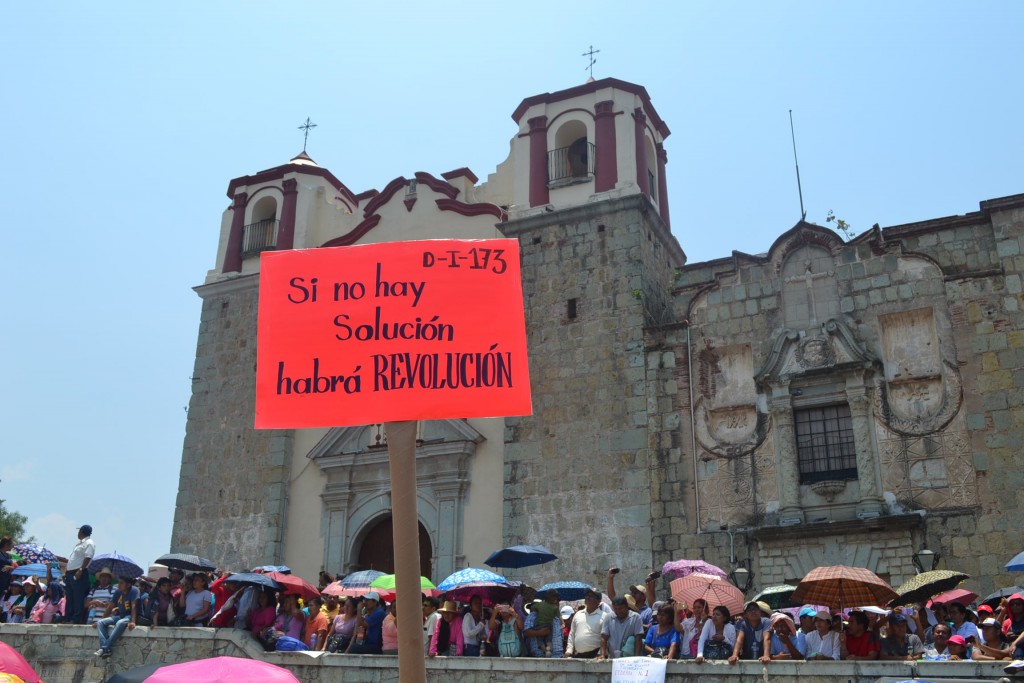 D-I-173
Si no hay
Solución
habrá REVOLUCIÓN